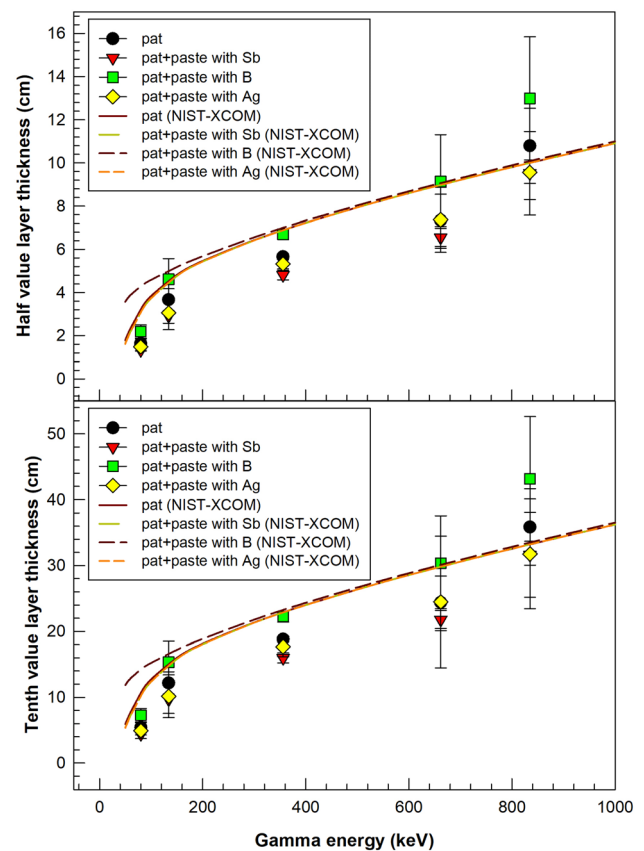 Half value layer thickness (cm)
16
14
12
10
8
6
4
2
0
pat
pat+paste with Sb
pat+paste with B
pat+paste with Ag
pat (NIST-XCOM)
pat+paste with Sb (NIST-XCOM)
pat+paste with B (NIST-XCOM)
pat+paste with Ag (NIST-XCOM)
Tenth value layer thickness (cm)
50
40
30
20
10
0
pat
pat+paste with Sb
pat+paste with B
pat+paste with Ag
pat (NIST-XCOM)
pat+paste with Sb (NIST-XCOM)
pat+paste with B (NIST-XCOM)
pat+paste with Ag (NIST-XCOM)
0 200 400 600 800 1000
Gamma energy (keV)